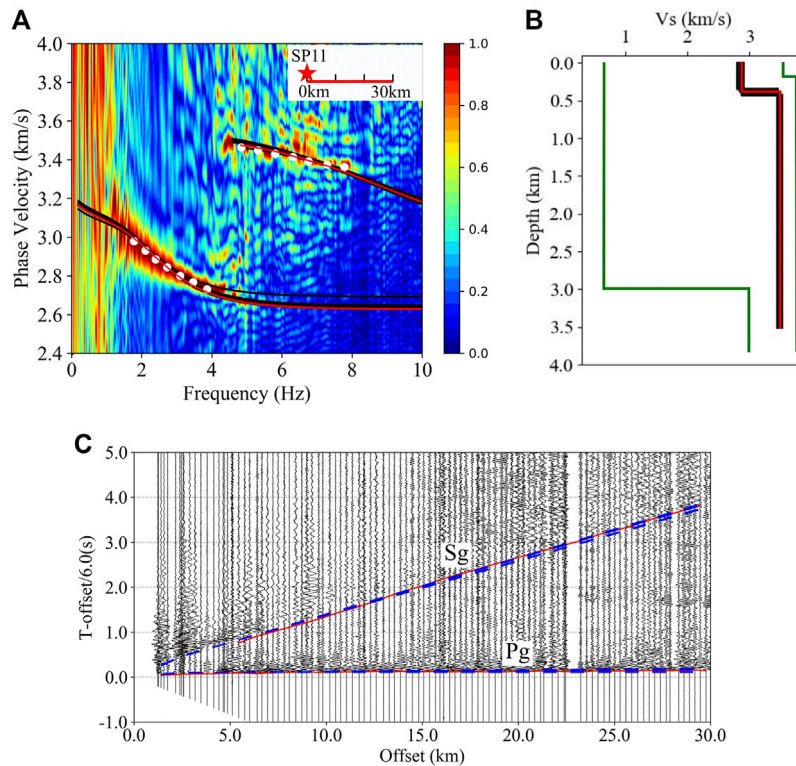 A
4.0
3.8
3.6
3.4
3.2
3.0
2.8
2.6
2.4
Phase Velocity (km/s)
0
2
4
6
8
10
Frequency (Hz)
SP11
0km 30km
1.0
0.8
0.6
0.4
0.2
0.0
B
Vs (km/s)
1 2 3
0.0
0.5
1.0
1.5
2.0
2.5
3.0
3.5
4.0
Depth (km)
C
5.0
4.0
3.0
2.0
1.0
0.0
-1.0
T-offset/6.0(s)
Sg
Pg
0.0 5.0 10.0 15.0 20.0 25.0 30.0
Offset (km)